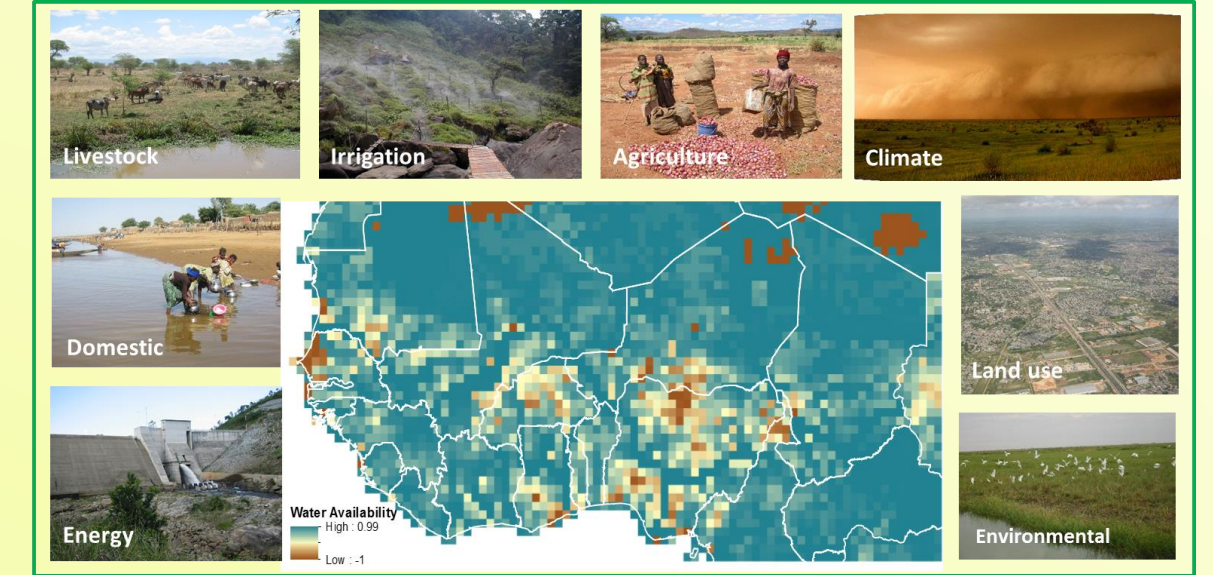 Livestock
Irrigation
Agriculture
Climate
Domestic
Land use
Energy
Water Availability
High : 0.99
Low : -1
Environmental